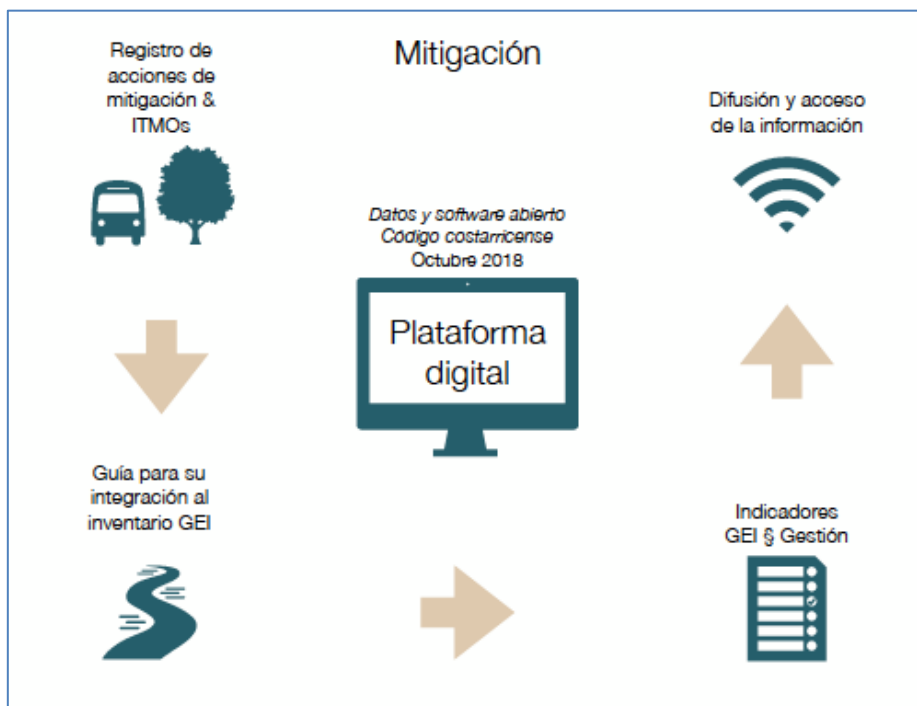 Mitigación
Registro de
acciones de
mitigación &
ITMOs
Difusión y acceso
de la información
Datos y software abierto
Código costarricense
Octubre 2018
Plataforma
digital
Guía para su
integración al
inventario GEI
Indicadores
GEI § Gestión